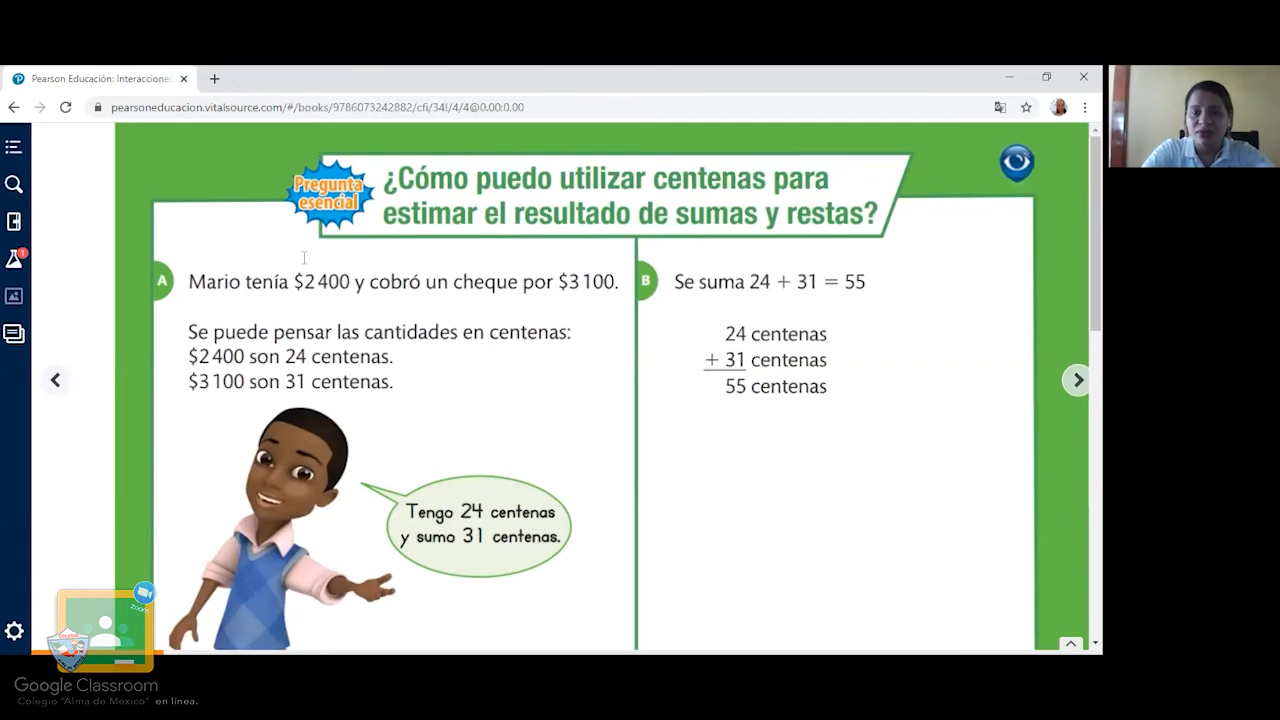 Pearson Educación: Interacciones
pearsoneducacion.vitalsource.com/#/books/9786073242882/cfi/34!/4/4@0.00:0.00
1
Pregunta
esencial
¿Cómo puedo utilizar centenas para
estimar el resultado de sumas y restas?
A
Mario tenía $2 400 y cobró un cheque por $3 100.
Se puede pensar las cantidades en centenas:
$2 400 son 24 centenas.
$3 100 son 31 centenas.
Tengo 24 centenas
y sumo 31 centenas.
B
Se suma 24 + 31 = 55
24 centenas
+ 31 centenas
55 centenas
zoom
COLEGIO
Google Classroom
Colegio "Alma de México" en línea.